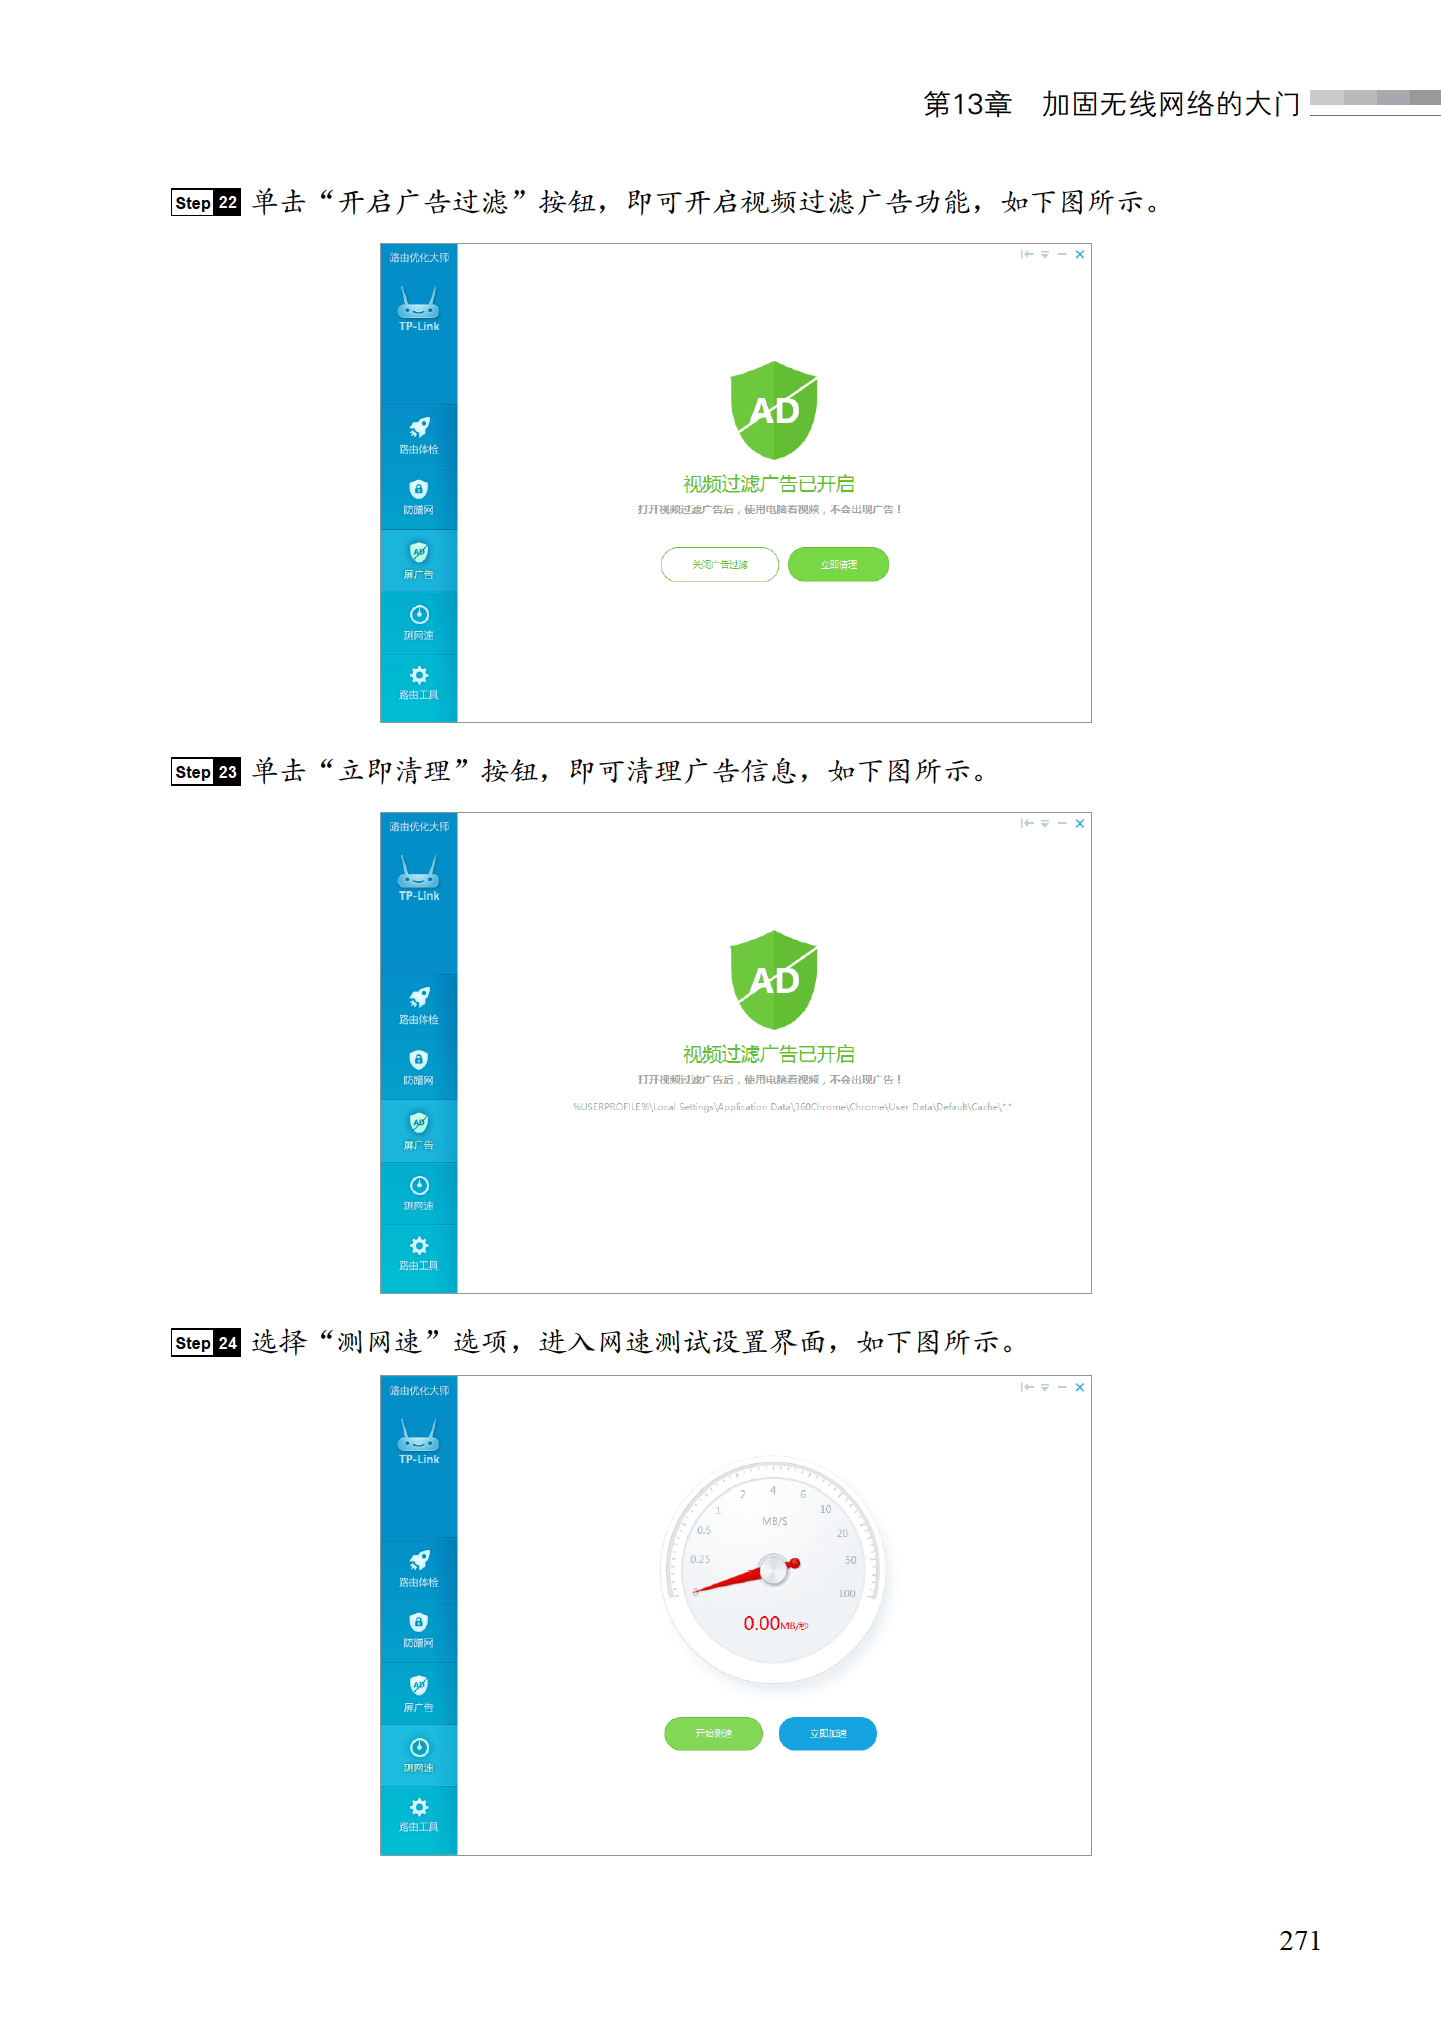 第13章 加固无线网络的大门
Step 22 单击“开启广告过滤”按钮，即可开启视频过滤广告功能，如下图所示。
路由优化大师
TP-Link
路由体检
防蹭网
AD
屏广告
测网速
路由工具
AD
视频过滤广告已开启
打开视频过滤广告后，使用电脑看视频，不会出现广告！
关闭广告过滤 立即清理
Step 23 单击“立即清理”按钮，即可清理广告信息，如下图所示。
路由优化大师
TP-Link
路由体检
防蹭网
AD
屏广告
测网速
路由工具
AD
视频过滤广告已开启
打开视频过滤广告后，使用电脑看视频，不会出现广告！
%USERPROFILE%\Local Settings\Application Data\360Chrome\Chrome\User Data\Default\Cache\*.*
Step 24 选择“测网速”选项，进入网速测试设置界面，如下图所示。
路由优化大师
TP-Link
路由体检
防蹭网
AD
屏广告
测网速
路由工具
0 0.25 0.5 1 2 4 6 10 20 50 100
MB/S
0.00MB/秒
开始测速 立即加速
271